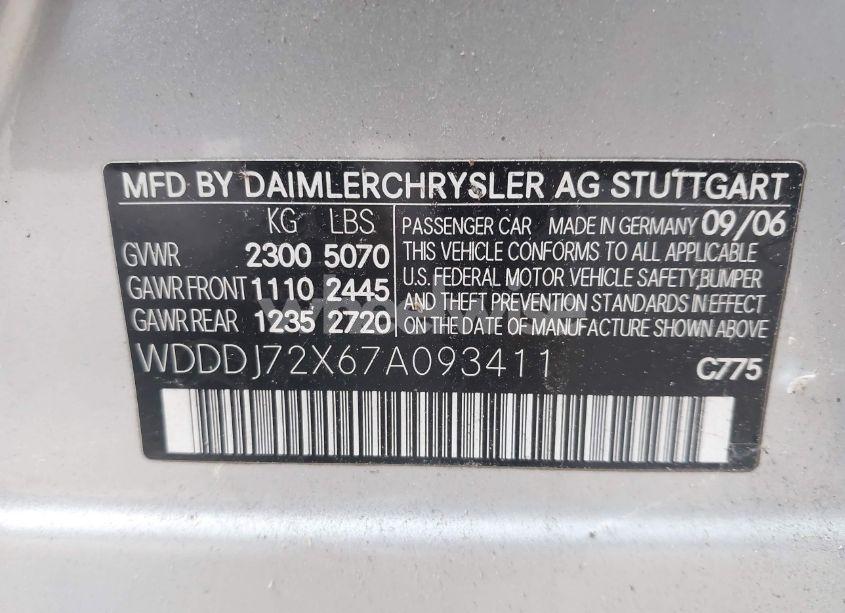 MFD BY DAIMLERCHRYSLER AG STUTTGART
KG LBS
GVWR 2300 5070
GAWR FRONT 1110 2445
GAWR REAR 1235 2720
PASSENGER CAR MADE IN GERMANY 09/06
THIS VEHICLE CONFORMS TO ALL APPLICABLE
U.S. FEDERAL MOTOR VEHICLE SAFETY, BUMPER
AND THEFT PREVENTION STANDARDS IN EFFECT
ON THE DATE OF MANUFACTURE SHOWN ABOVE
WDDDJ72X67A093411 C775